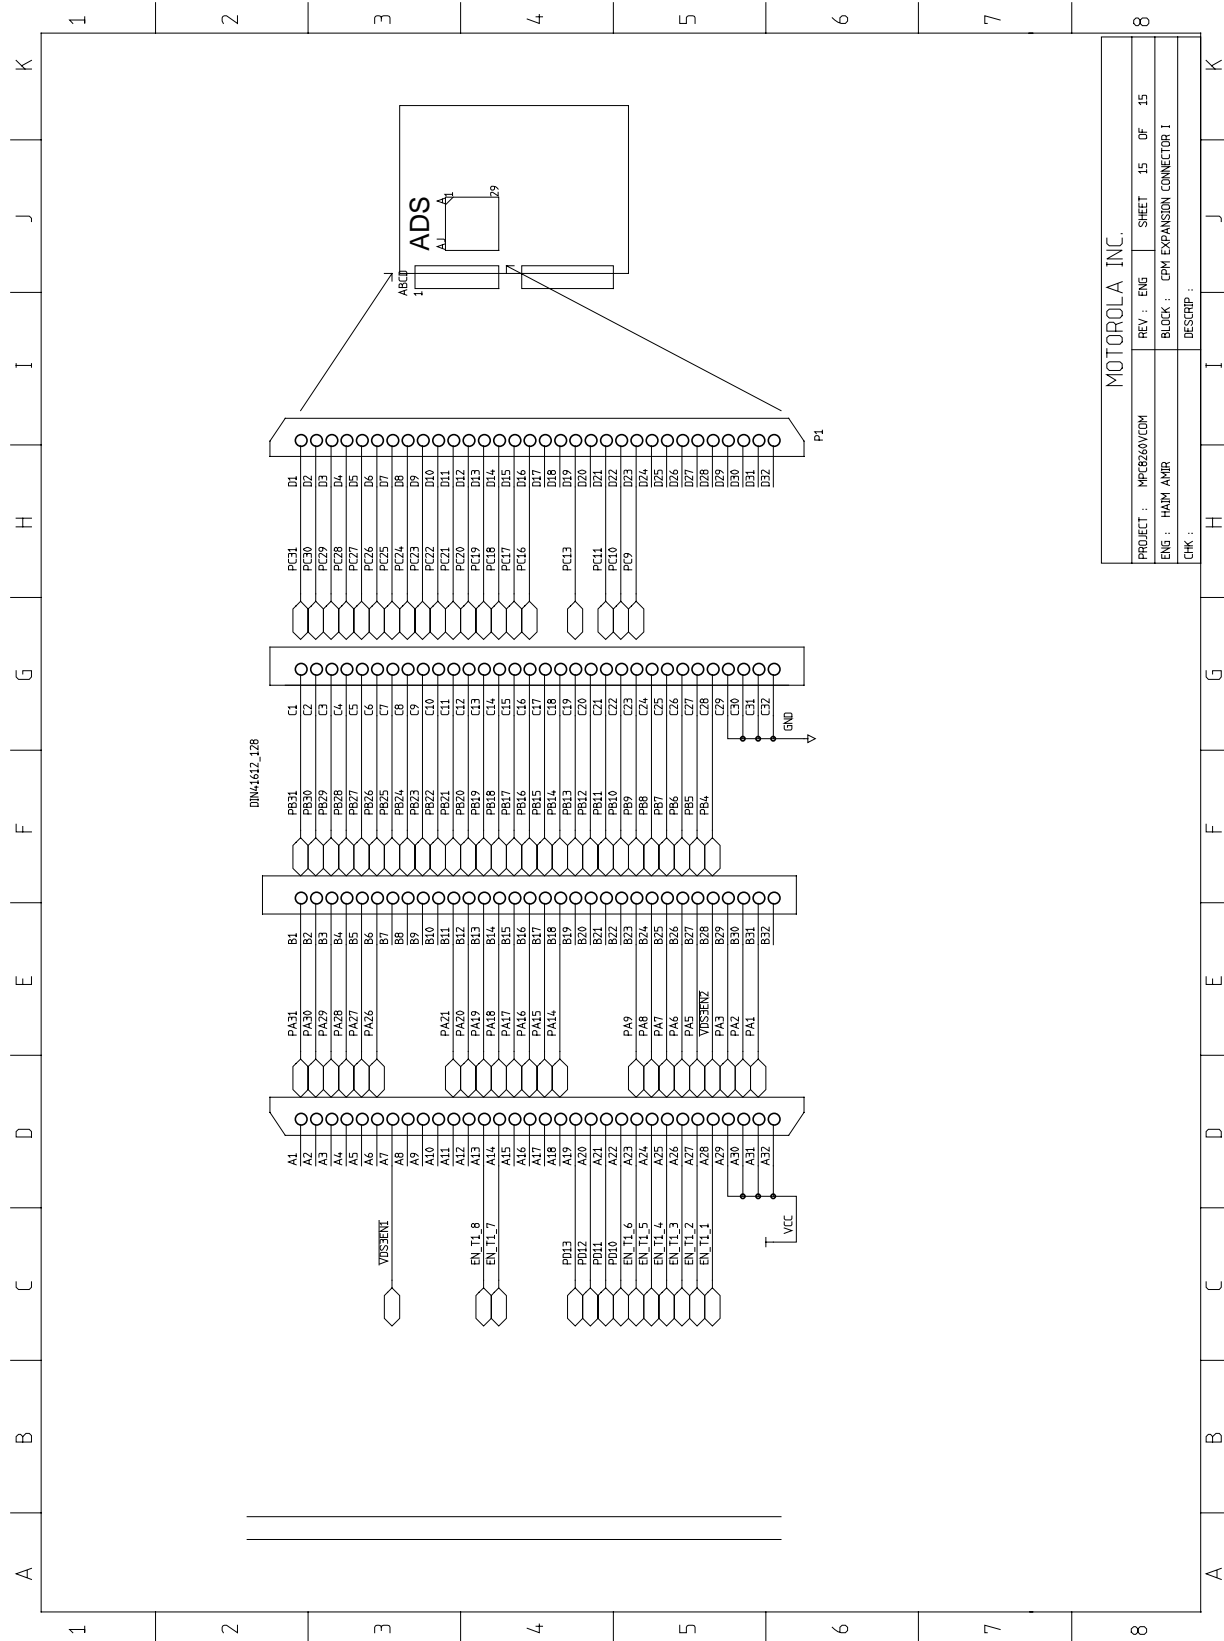 A B C D E F G H I J K
1 1
2 2
DIN41612_128
A1 PA31 B1 PB31 C1 PC31 D1
A2 PA30 B2 PB30 C2 PC30 D2
A3 PA29 B3 PB29 C3 PC29 D3
A4 PA28 B4 PB28 C4 PC28 D4
A5 PA27 B5 PB27 C5 PC27 D5
A6 PA26 B6 PB26 C6 PC26 D6
3 3
VDS3EN1 A7 B7 PB25 C7 PC25 D7
A8 B8 PB24 C8 PC24 D8
A9 B9 PB23 C9 PC23 D9
A10 B10 PB22 C10 PC22 D10
A11 PA21 B11 PB21 C11 PC21 D11
A12 PA20 B12 PB20 C12 PC20 D12
EN_T1_8 A13 PA19 B13 PB19 C13 PC19 D13
EN_T1_7 A14 PA18 B14 PB18 C14 PC18 D14
A15 PA17 B15 PB17 C15 PC17 D15
A16 PA16 B16 PB16 C16 PC16 D16
4 4
A17 PA15 B17 PB15 C17 D17
A18 PA14 B18 PB14 C18 D18
PD13 A19 B19 PB13 C19 PC13 D19
PD12 A20 B20 PB12 C20 D20
PD11 A21 B21 PB11 C21 PC11 D21
PD10 A22 B22 PB10 C22 PC10 D22
EN_T1_6 A23 PA9 B23 PB9 C23 PC9 D23
EN_T1_5 A24 PA8 B24 PB8 C24 D24
EN_T1_4 A25 PA7 B25 PB7 C25 D25
EN_T1_3 A26 PA6 B26 PB6 C26 D26
5 5
EN_T1_2 A27 PA5 B27 PB5 C27 D27
EN_T1_1 A28 VDS3EN2 B28 PB4 C28 D28
A29 PA3 B29 C29 D29
A30 PA2 B30 C30 D30
A31 PA1 B31 C31 D31
A32 B32 C32 D32
VCC GND
P1
ABCD
1
ADS
AJ A
1
29
6 6
7 7
8 8
MOTOROLA INC.
PROJECT : MPC8260VCOM REV : ENG SHEET 15 OF 15
ENG : HAIM AMIR BLOCK : CPM EXPANSION CONNECTOR I
CHK : DESCRIP :
A B C D E F G H I J K